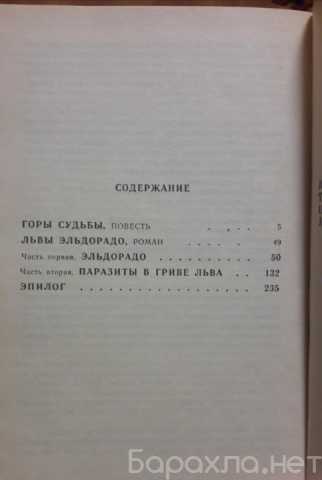 СОДЕРЖАНИЕ
ГОРЫ СУДЬБЫ, ПОВЕСТЬ . . . . 5
ЛЬВЫ ЭЛЬДОРАДО, РОМАН . . . . . 49
Часть первая, ЭЛЬДОРАДО . . . . . . . . . . 50
Часть вторая, ПАРАЗИТЫ В ГРИВЕ ЛЬВА . . 132
ЭПИЛОГ . . . . . . . . . . . . . . . . . 235
Барахла.нет